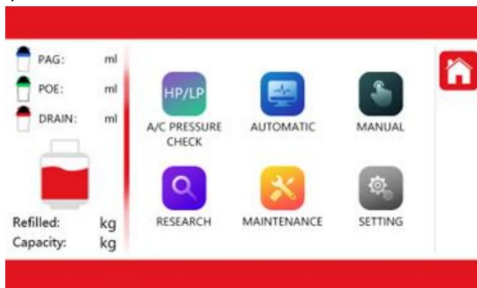 PAG: ml
POE: ml
DRAIN: ml
Refilled: kg
Capacity: kg
HP/LP
A/C PRESSURE
CHECK
AUTOMATIC
MANUAL
RESEARCH
MAINTENANCE
SETTING